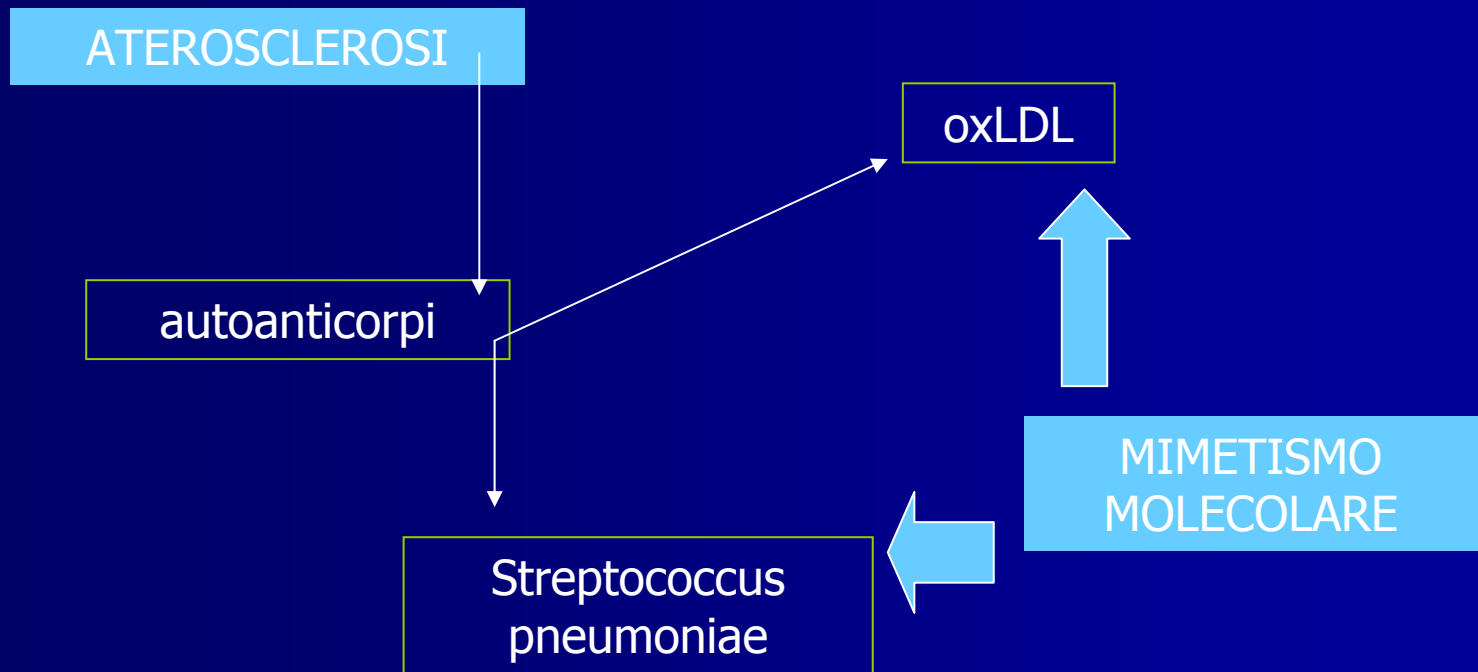 ATEROSCLEROSI
oxLDL
autoanticorpi
MIMETISMO
MOLECOLARE
Streptococcus
pneumoniae